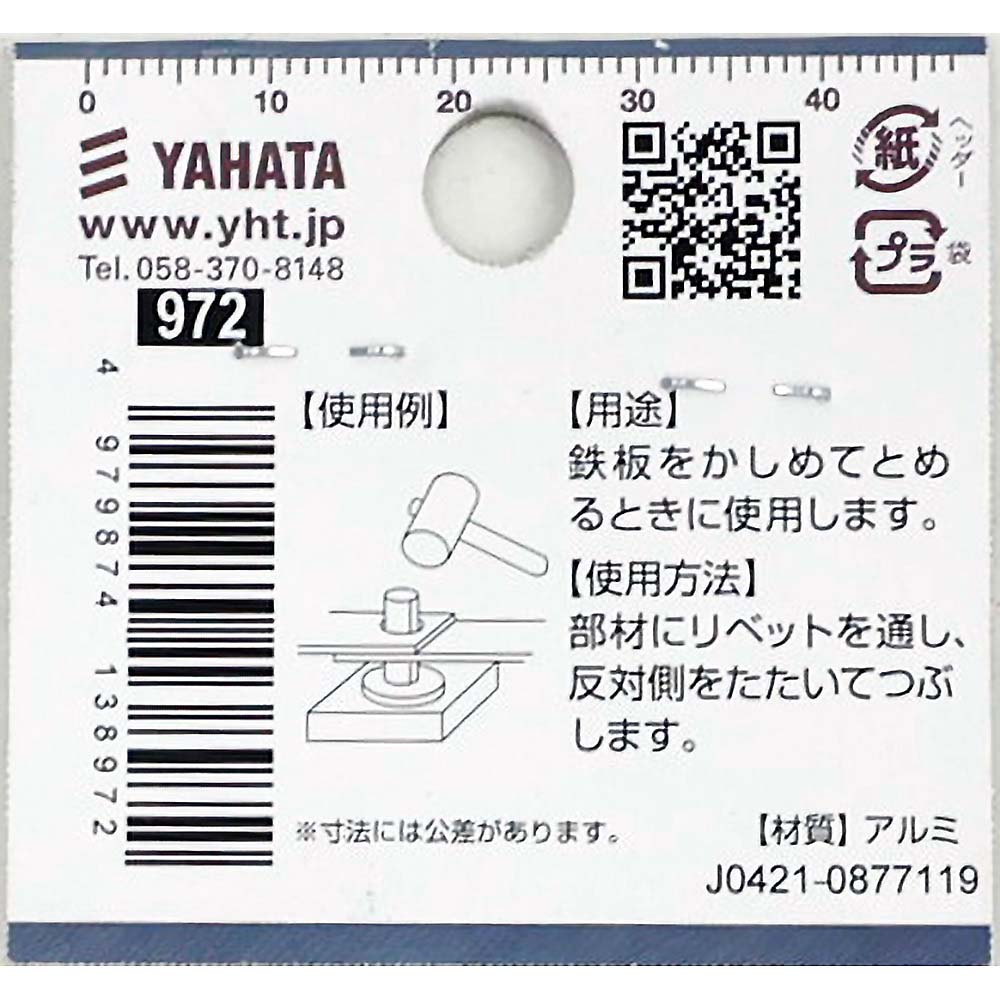 0 10 20 30 40
YAHATA
www.yht.jp
Tel. 058-370-8148
972
紙
ヘッダー
プラ
袋
4 979874 138972
【使用例】
【用途】
鉄板をかしめてとめ
るときに使用します。
【使用方法】
部材にリベットを通し、
反対側をたたいてつぶ
します。
※寸法には公差があります。
【材質】アルミ
J0421-0877119